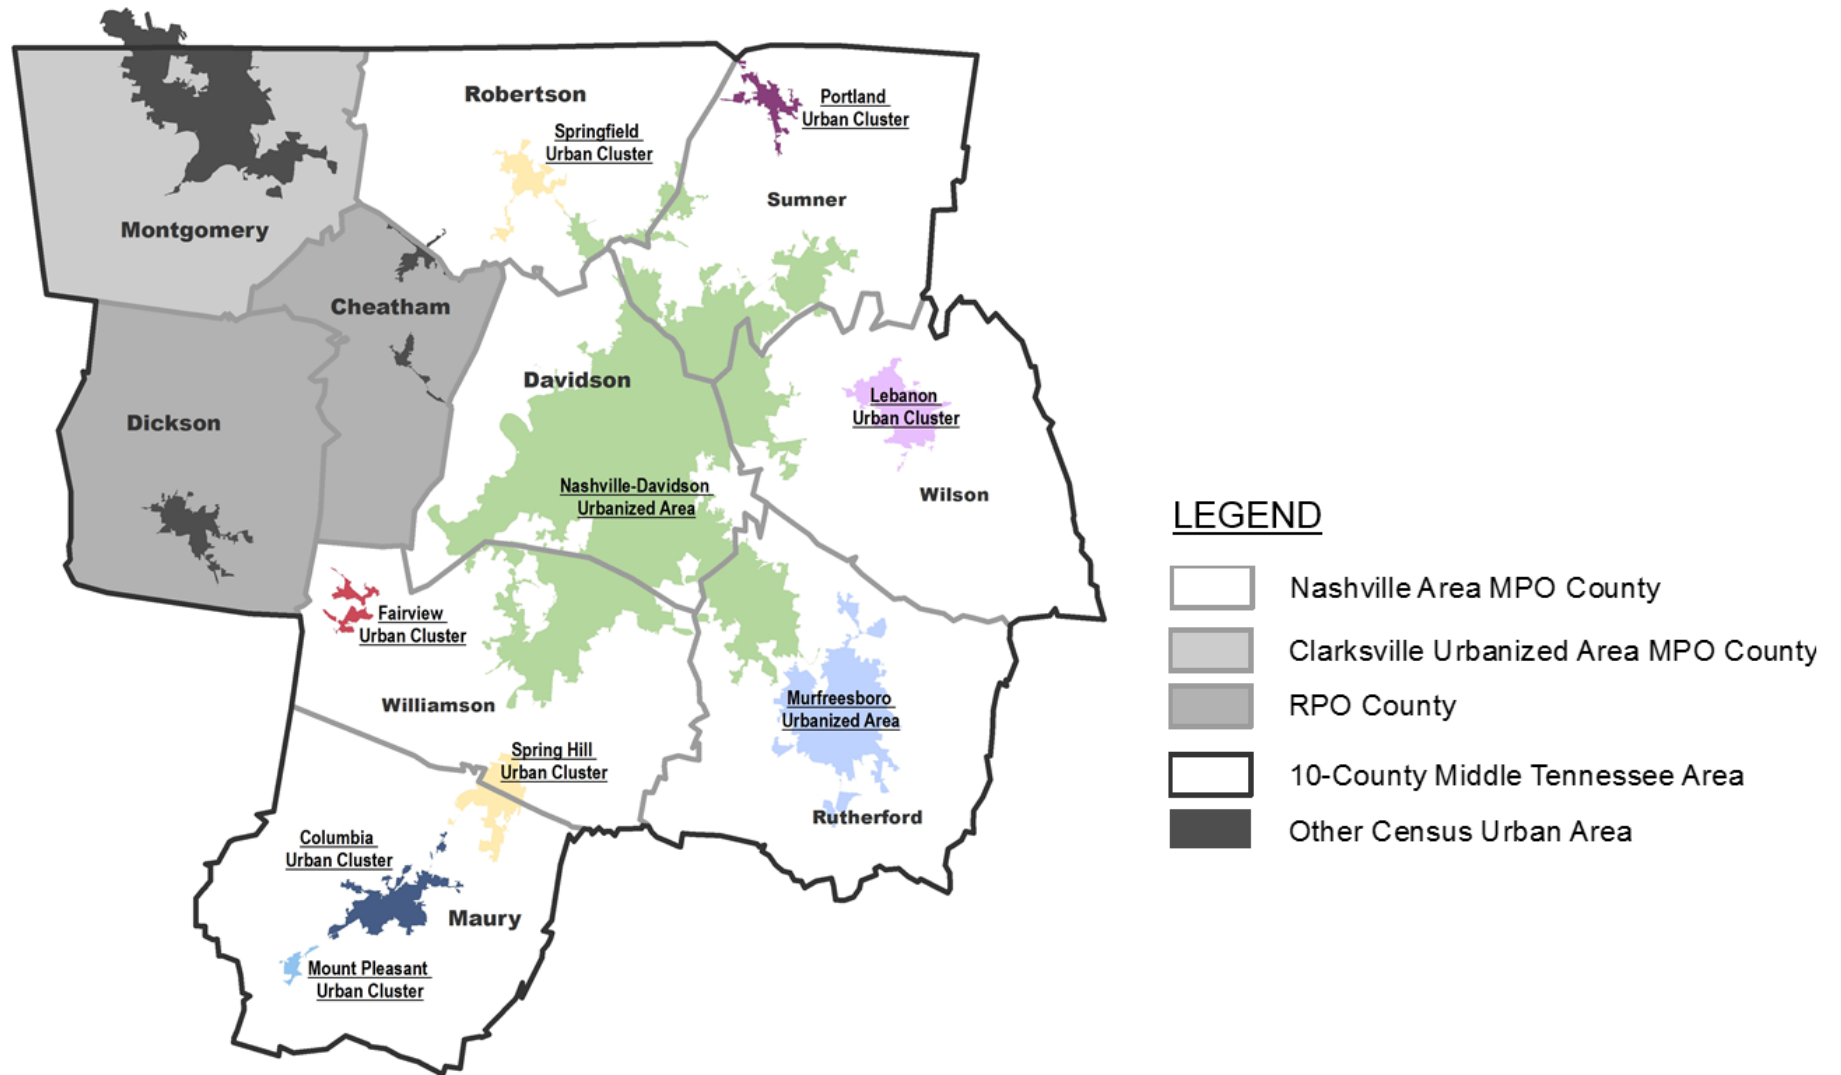 Robertson
Portland
Urban Cluster
Springfield
Urban Cluster
Sumner
Montgomery
Cheatham
Davidson
Lebanon
Urban Cluster
Dickson
Nashville-Davidson
Urbanized Area
Wilson
Fairview
Urban Cluster
Williamson
Murfreesboro
Urbanized Area
Spring Hill
Urban Cluster
Rutherford
Columbia
Urban Cluster
Maury
Mount Pleasant
Urban Cluster
LEGEND
Nashville Area MPO County
Clarksville Urbanized Area MPO County
RPO County
10-County Middle Tennessee Area
Other Census Urban Area